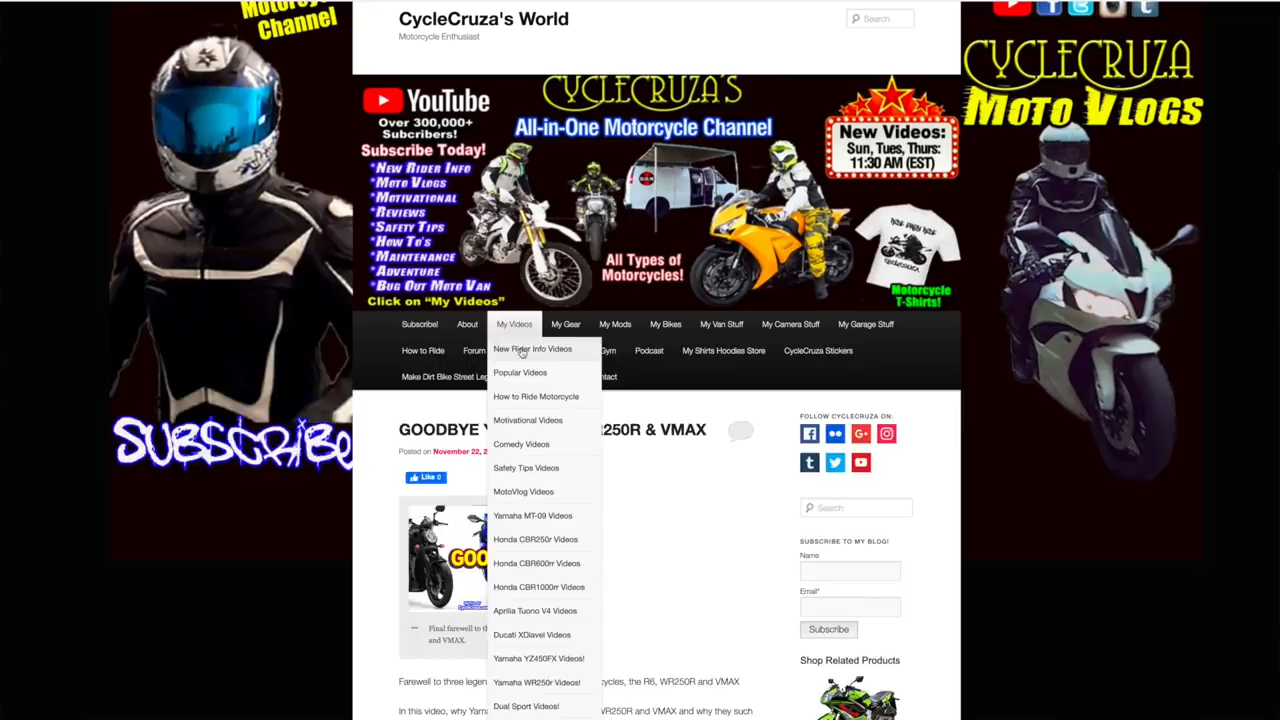 Motorcycle
Channel
SUBSCRIBE
CycleCruza's World
Motorcycle Enthusiast
Search
YouTube
Over 300,000+
Subcribers!
Subscribe Today!
*New Rider Info
*Moto Vlogs
*Motivational
*Reviews
*Safety Tips
*How To's
*Maintenance
*Adventure
*Bug Out Moto Van
Click on "My Videos"
CYCLECRUZA'S
All-in-One Motorcycle Channel
All Types of
Motorcycles!
New Videos:
Sun, Tues, Thurs:
11:30 AM (EST)
Motorcycle
T-Shirts!
CYCLECRUZA
MOTO VLOGS
Subscribe! About My Videos My Gear My Mods My Bikes My Van Stuff My Camera Stuff My Garage Stuff
How to Ride Forum Gym Podcast My Shirts Hoodies Store CycleCruza Stickers
Make Dirt Bike Street Leg ntact
New Rider Info Videos
Popular Videos
How to Ride Motorcycle
Motivational Videos
Comedy Videos
Safety Tips Videos
MotoVlog Videos
Yamaha MT-09 Videos
Honda CBR250r Videos
Honda CBR600rr Videos
Honda CBR1000rr Videos
Aprilia Tuono V4 Videos
Ducati XDiavel Videos
Yamaha YZ450FX Videos!
Yamaha WR250r Videos!
Dual Sport Videos!
GOODBYE Y R250R & VMAX
Posted on November 22, 2
Like 0
GOO
Final farewell to th
and VMAX.
Farewell to three legen cycles, the R6, WR250R and VMAX
In this video, why Yama WR250R and VMAX and why they such
FOLLOW CYCLECRUZA ON:
Search
SUBSCRIBE TO MY BLOG!
Name
Email*
Subscribe
Shop Related Products